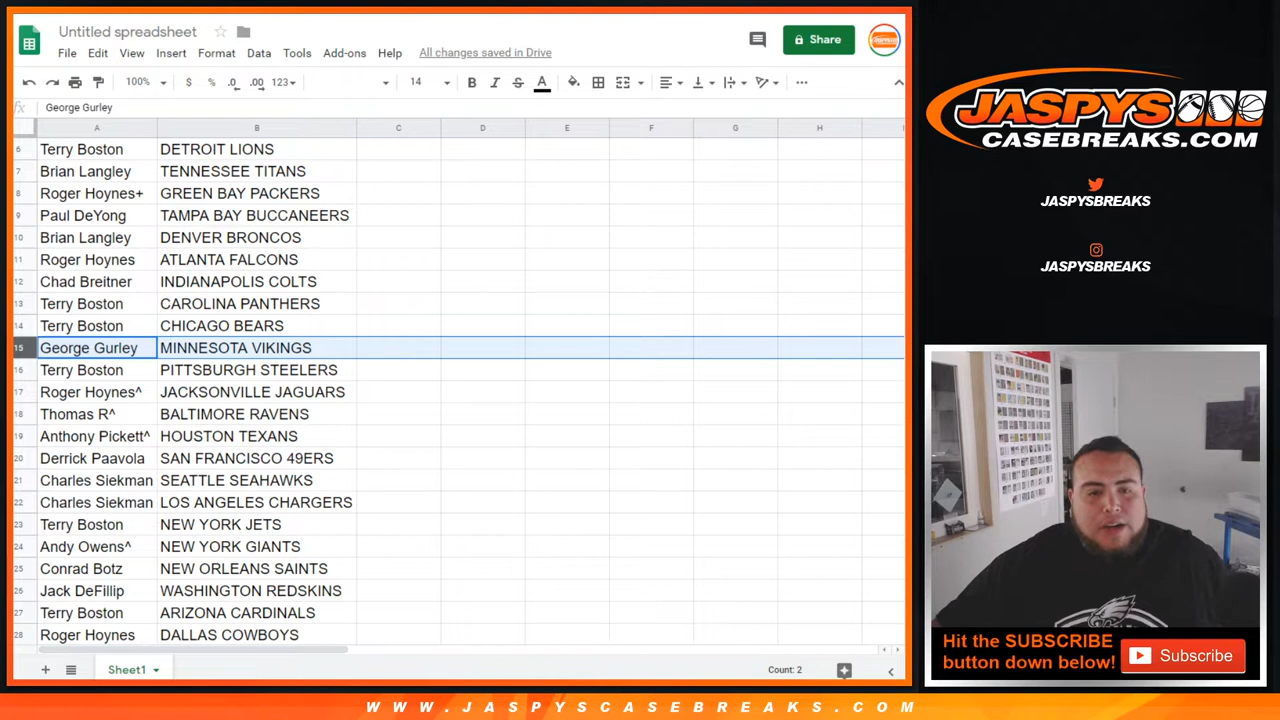 Untitled spreadsheet
File Edit View Insert Format Data Tools Add-ons Help All changes saved in Drive
Share
100% $ % .0 .00 123 14 B I S A
fx George Gurley
A B C D E F G H I
6 Terry Boston DETROIT LIONS
7 Brian Langley TENNESSEE TITANS
8 Roger Hoynes+ GREEN BAY PACKERS
9 Paul DeYong TAMPA BAY BUCCANEERS
10 Brian Langley DENVER BRONCOS
11 Roger Hoynes ATLANTA FALCONS
12 Chad Breitner INDIANAPOLIS COLTS
13 Terry Boston CAROLINA PANTHERS
14 Terry Boston CHICAGO BEARS
15 George Gurley MINNESOTA VIKINGS
16 Terry Boston PITTSBURGH STEELERS
17 Roger Hoynes^ JACKSONVILLE JAGUARS
18 Thomas R^ BALTIMORE RAVENS
19 Anthony Pickett^ HOUSTON TEXANS
20 Derrick Paavola SAN FRANCISCO 49ERS
21 Charles Siekman SEATTLE SEAHAWKS
22 Charles Siekman LOS ANGELES CHARGERS
23 Terry Boston NEW YORK JETS
24 Andy Owens^ NEW YORK GIANTS
25 Conrad Botz NEW ORLEANS SAINTS
26 Jack DeFillip WASHINGTON REDSKINS
27 Terry Boston ARIZONA CARDINALS
28 Roger Hoynes DALLAS COWBOYS
Sheet1
Count: 2
JASPYS
CASEBREAKS.COM
JASPYSBREAKS
JASPYSBREAKS
Hit the SUBSCRIBE
button down below!
Subscribe
WWW.JASPYSCASEBREAKS.COM